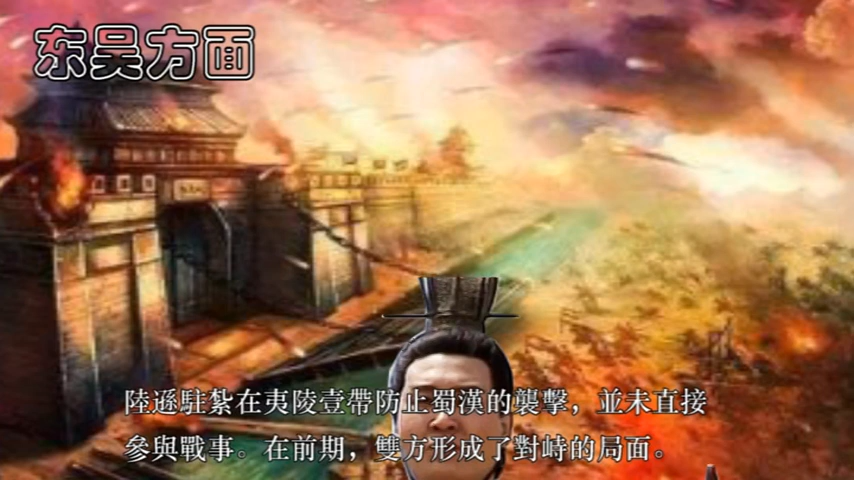 东吴方面
陸遜駐紮在夷陵壹帶防止蜀漢的襲擊，並未直接
參與戰事。在前期，雙方形成了對峙的局面。